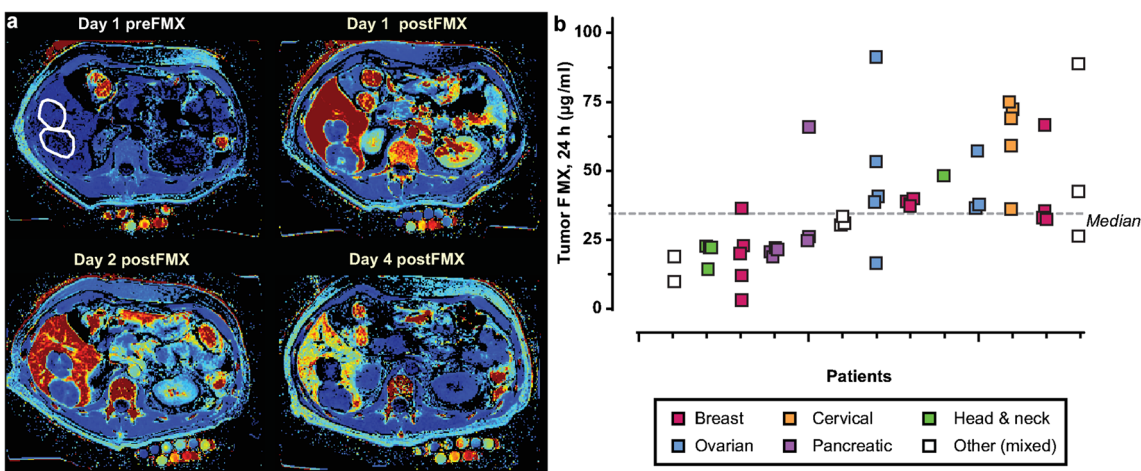 a
Day 1 preFMX
Day 1 postFMX
Day 2 postFMX
Day 4 postFMX
b
Tumor FMX, 24 h (µg/ml)
100
75
50
25
0
Median
Patients
Breast
Cervical
Head & neck
Ovarian
Pancreatic
Other (mixed)